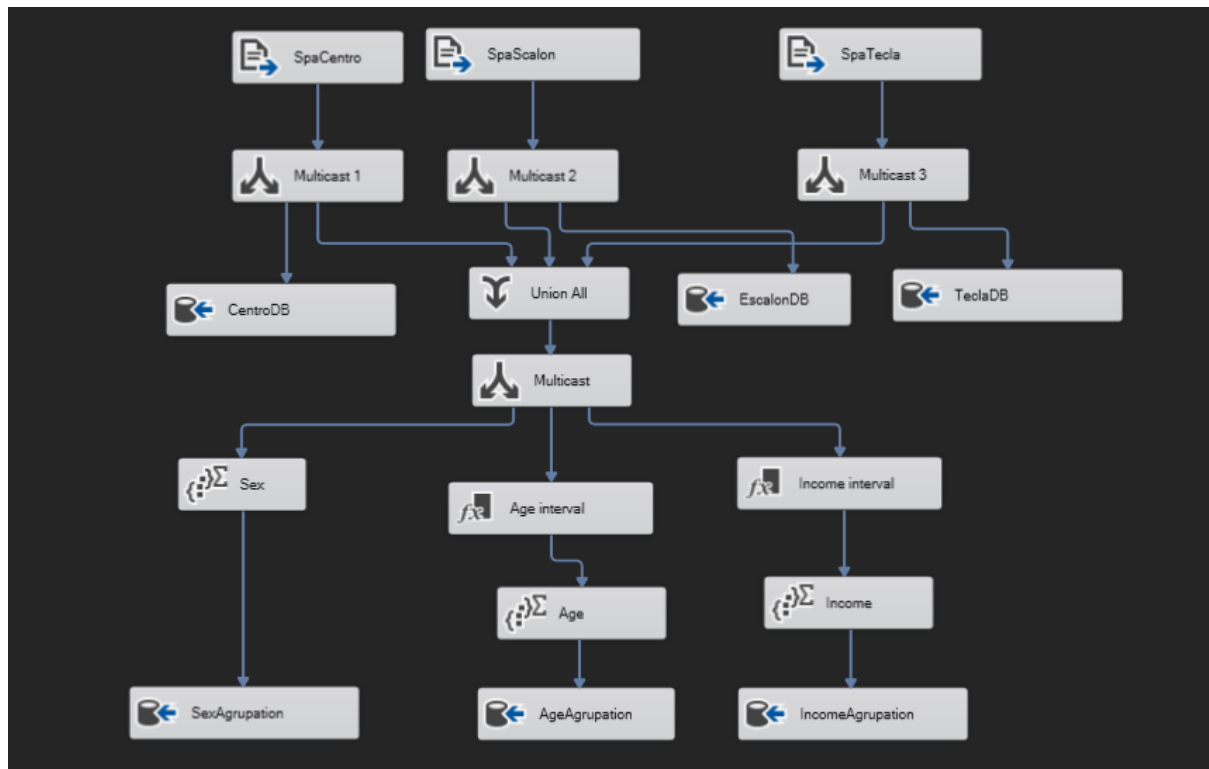 SpaCentro
SpaScalon
SpaTecla
Multicast 1
Multicast 2
Multicast 3
CentroDB
Union All
EscalonDB
TeclaDB
Multicast
Sex
Age interval
Income interval
Age
Income
SexAgrupation
AgeAgrupation
IncomeAgrupation